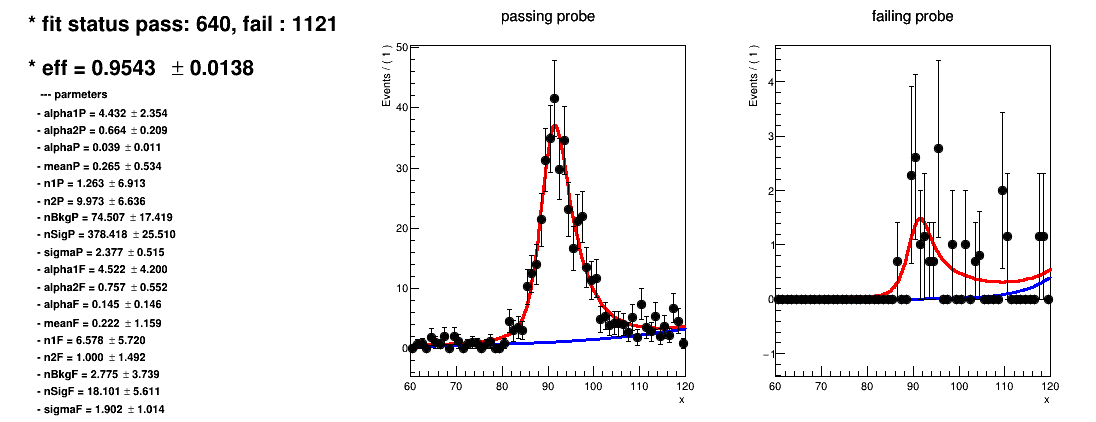 * fit status pass: 640, fail : 1121
* eff = 0.9543 ± 0.0138
--- parmeters
- alpha1P = 4.432 ± 2.354
- alpha2P = 0.664 ± 0.209
- alphaP = 0.039 ± 0.011
- meanP = 0.265 ± 0.534
- n1P = 1.263 ± 6.913
- n2P = 9.973 ± 6.636
- nBkgP = 74.507 ± 17.419
- nSigP = 378.418 ± 25.510
- sigmaP = 2.377 ± 0.515
- alpha1F = 4.522 ± 4.200
- alpha2F = 0.757 ± 0.552
- alphaF = 0.145 ± 0.146
- meanF = 0.222 ± 1.159
- n1F = 6.578 ± 5.720
- n2F = 1.000 ± 1.492
- nBkgF = 2.775 ± 3.739
- nSigF = 18.101 ± 5.611
- sigmaF = 1.902 ± 1.014
passing probe
Events / ( 1 )
50
40
30
20
10
0
60 70 80 90 100 110 120
x
failing probe
Events / ( 1 )
4
3
2
1
0
−1
60 70 80 90 100 110 120
x